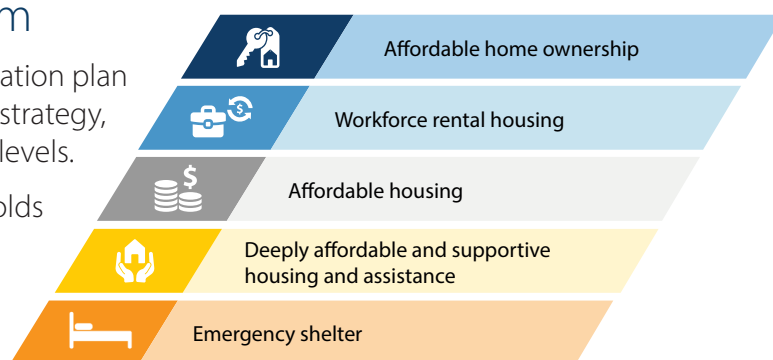 m
ation plan
strategy,
levels.
olds
$
Affordable home ownership
$
Workforce rental housing
$
Affordable housing
Deeply affordable and supportive
housing and assistance
Emergency shelter